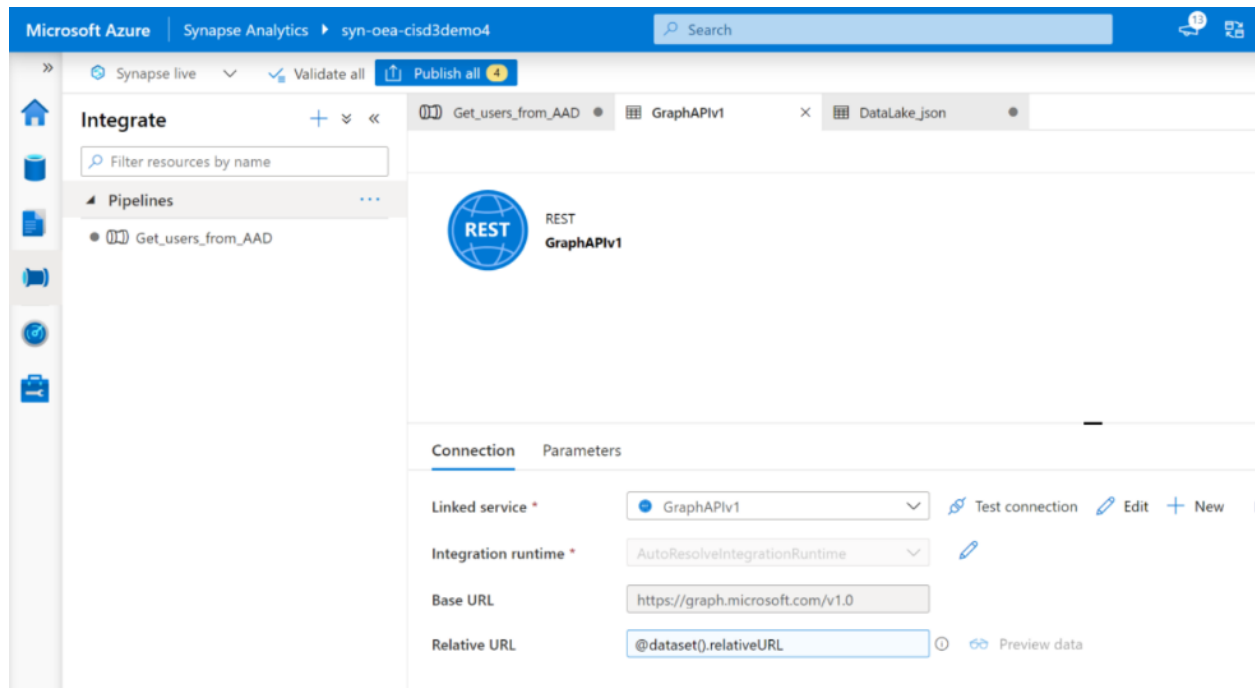 Microsoft Azure Synapse Analytics syn-oea-cisd3demo4 Search 13
Synapse live Validate all Publish all 4
Integrate
Filter resources by name
Pipelines
Get_users_from_AAD
Get_users_from_AAD GraphAPIv1 DataLake_json
REST
REST
GraphAPIv1
Connection Parameters
Linked service * GraphAPIv1 Test connection Edit New
Integration runtime * AutoResolveIntegrationRuntime
Base URL https://graph.microsoft.com/v1.0
Relative URL @dataset().relativeURL Preview data